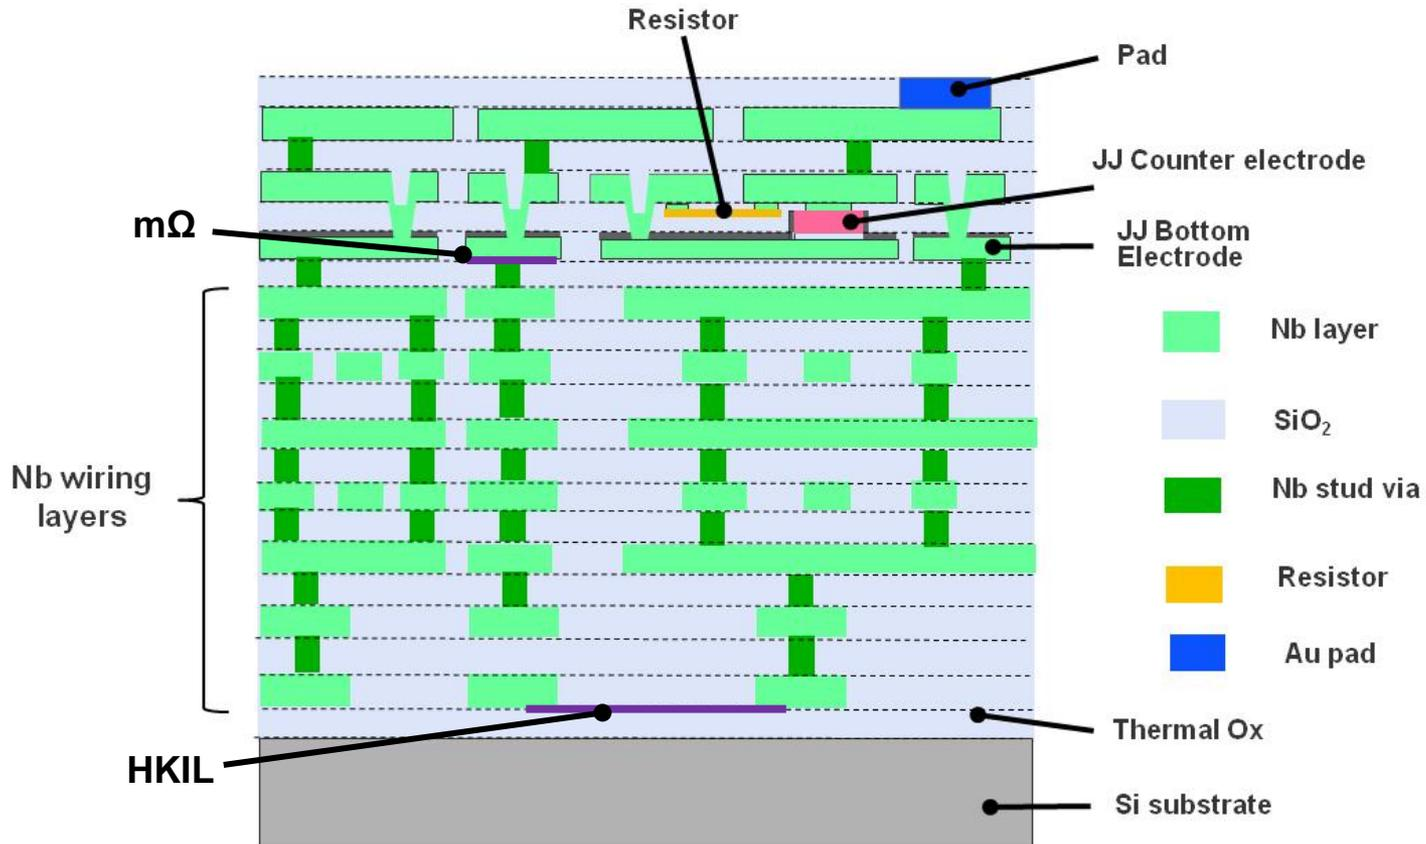 Resistor
Pad
JJ Counter electrode
mΩ
JJ Bottom
Electrode
Nb layer
SiO₂
Nb wiring
layers
Nb stud via
Resistor
Au pad
Thermal Ox
HKIL
Si substrate